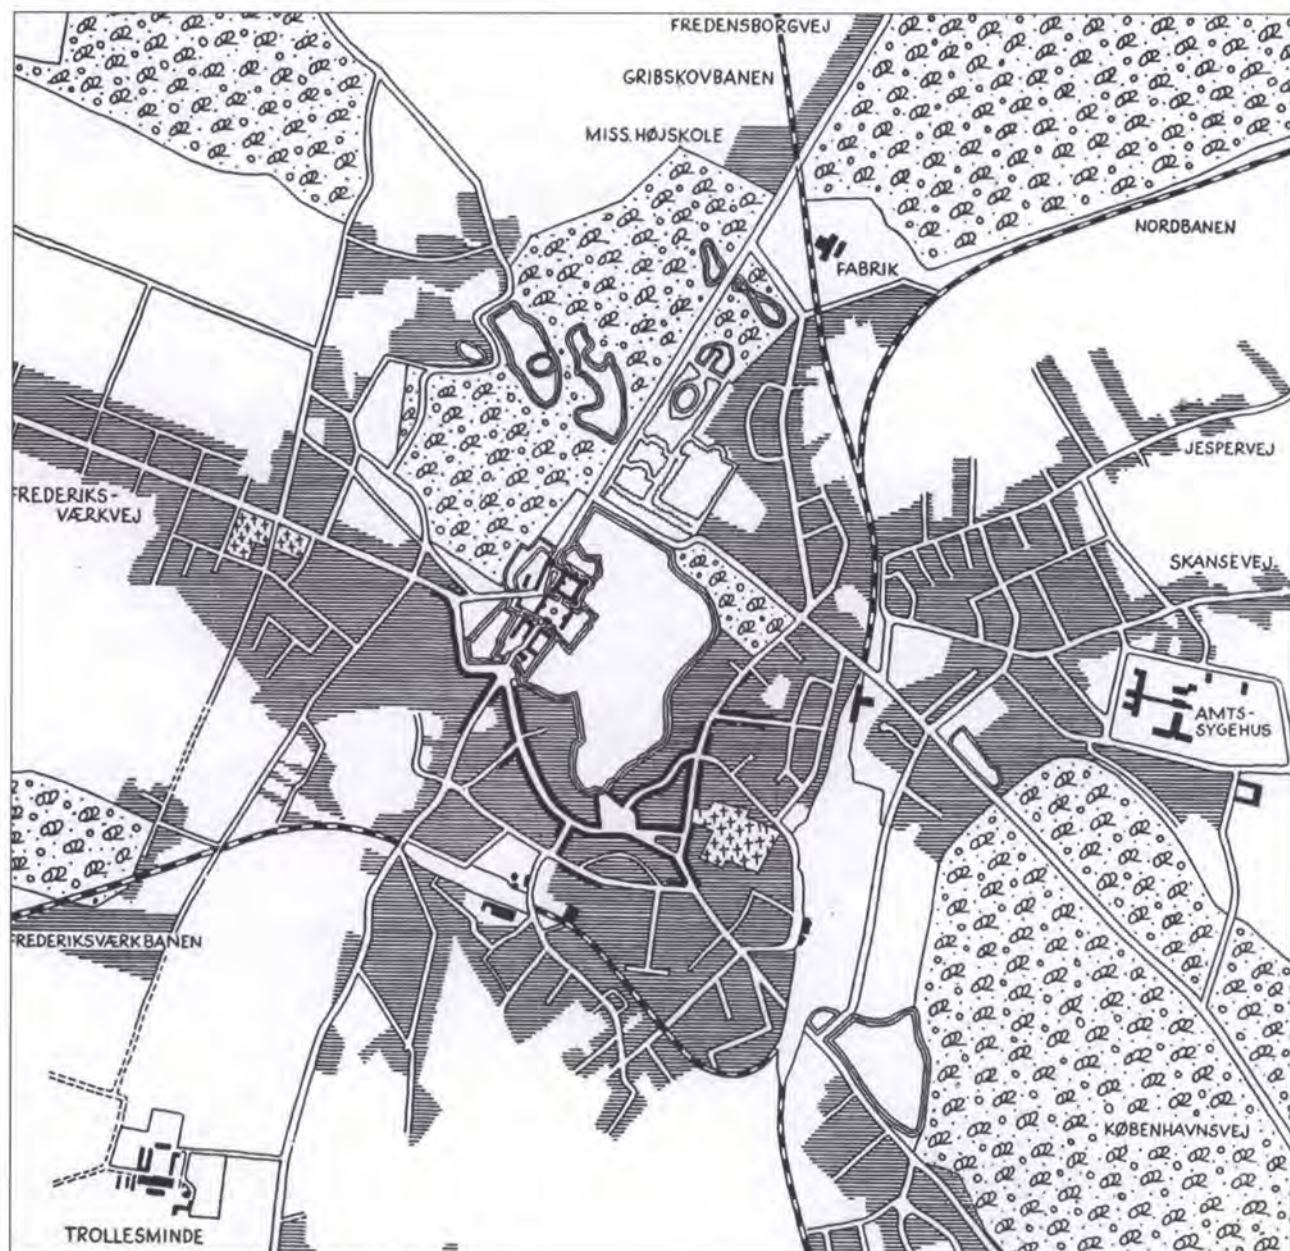 FREDENSBORGVEJ
GRIBSKOVBANEN
MISS. HØJSKOLE
NORDBANEN
FABRIK
JESPERVEJ
FREDERIKS-
VÆRKVEJ
SKANSEVEJ
AMTS-
SYGEHUS
FREDERIKSVÆRKBANEN
KØBENHAVNSVEJ
TROLLESMINDE